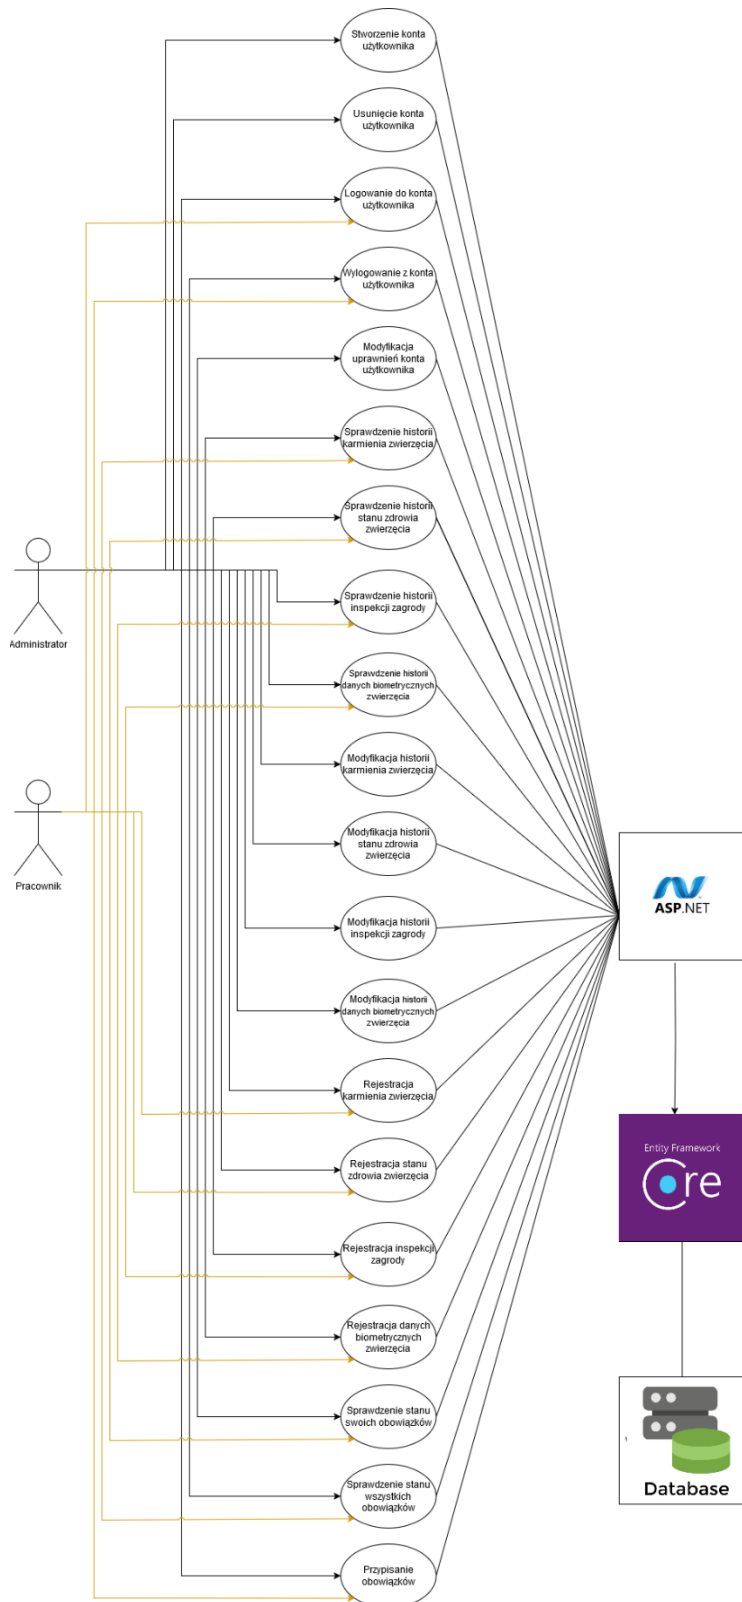 Stworzenie konta
użytkownika
Usunięcie konta
użytkownika
Logowanie do konta
użytkownika
Wylogowanie z konta
użytkownika
Modyfikacja
uprawnień konta
użytkownika
Sprawdzenie historii
karmienia zwierzęcia
Sprawdzenie historii
stanu zdrowia
zwierzęcia
Sprawdzenie historii
inspekcji zagrody
Administrator
Sprawdzenie historii
danych biometrycznych
zwierzęcia
Modyfikacja historii
karmienia zwierzęcia
Modyfikacja historii
stanu zdrowia
zwierzęcia
Pracownik
ASP.NET
Modyfikacja historii
inspekcji zagrody
Modyfikacja historii
danych biometrycznych
zwierzęcia
Rejestracja
karmienia zwierzęcia
Rejestracja stanu
zdrowia zwierzęcia
Entity Framework
Core
Rejestracja inspekcji
zagrody
Rejestracja danych
biometrycznych
zwierzęcia
Sprawdzenie stanu
swoich obowiązków
Sprawdzenie stanu
wszystkich
obowiązków
Database
Przypisanie
obowiązków